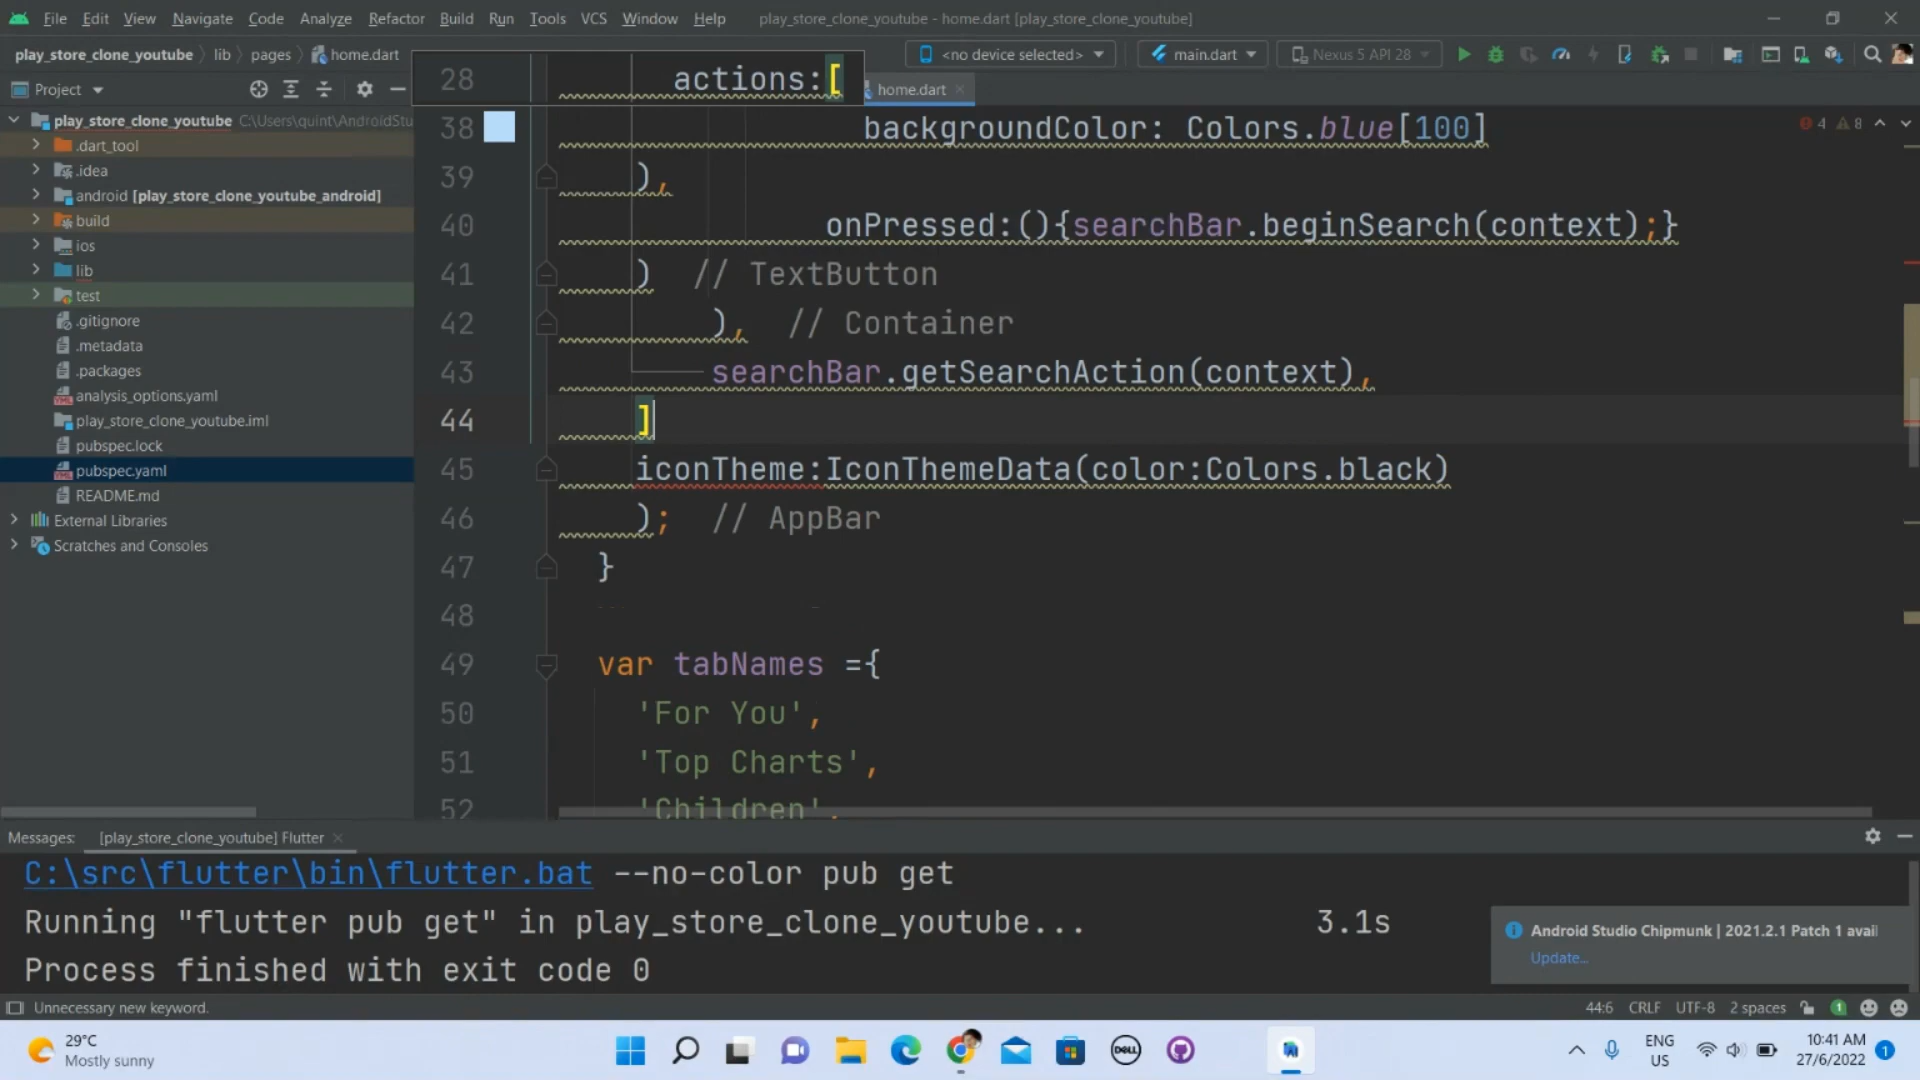 File Edit View Navigate Code Analyze Refactor Build Run Tools VCS Window Help play_store_clone_youtube - home.dart [play_store_clone_youtube]
play_store_clone_youtube lib pages home.dart <no device selected> main.dart Nexus 5 API 28
Project
home.dart
play_store_clone_youtube C:\Users\quint\AndroidStu
.dart_tool
.idea
android [play_store_clone_youtube_android]
build
ios
lib
test
.gitignore
.metadata
.packages
analysis_options.yaml
play_store_clone_youtube.iml
pubspec.lock
pubspec.yaml
README.md
External Libraries
Scratches and Consoles
28 actions:[
4 8
38 backgroundColor: Colors.blue[100]
39 ),
40 onPressed:(){searchBar.beginSearch(context);}
41 ) // TextButton
42 ), // Container
43 searchBar.getSearchAction(context),
44 ]
45 iconTheme:IconThemeData(color:Colors.black)
46 ); // AppBar
47 }
48
49 var tabNames ={
50 'For You',
51 'Top Charts',
52 'Children',
Messages: [play_store_clone_youtube] Flutter
C:\src\flutter\bin\flutter.bat --no-color pub get
Running "flutter pub get" in play_store_clone_youtube... 3.1s
Process finished with exit code 0
Android Studio Chipmunk | 2021.2.1 Patch 1 avai
Update...
Unnecessary new keyword. 44:6 CRLF UTF-8 2 spaces 1
29°C
Mostly sunny
DELL
ENG
US
10:41 AM
27/6/2022
1